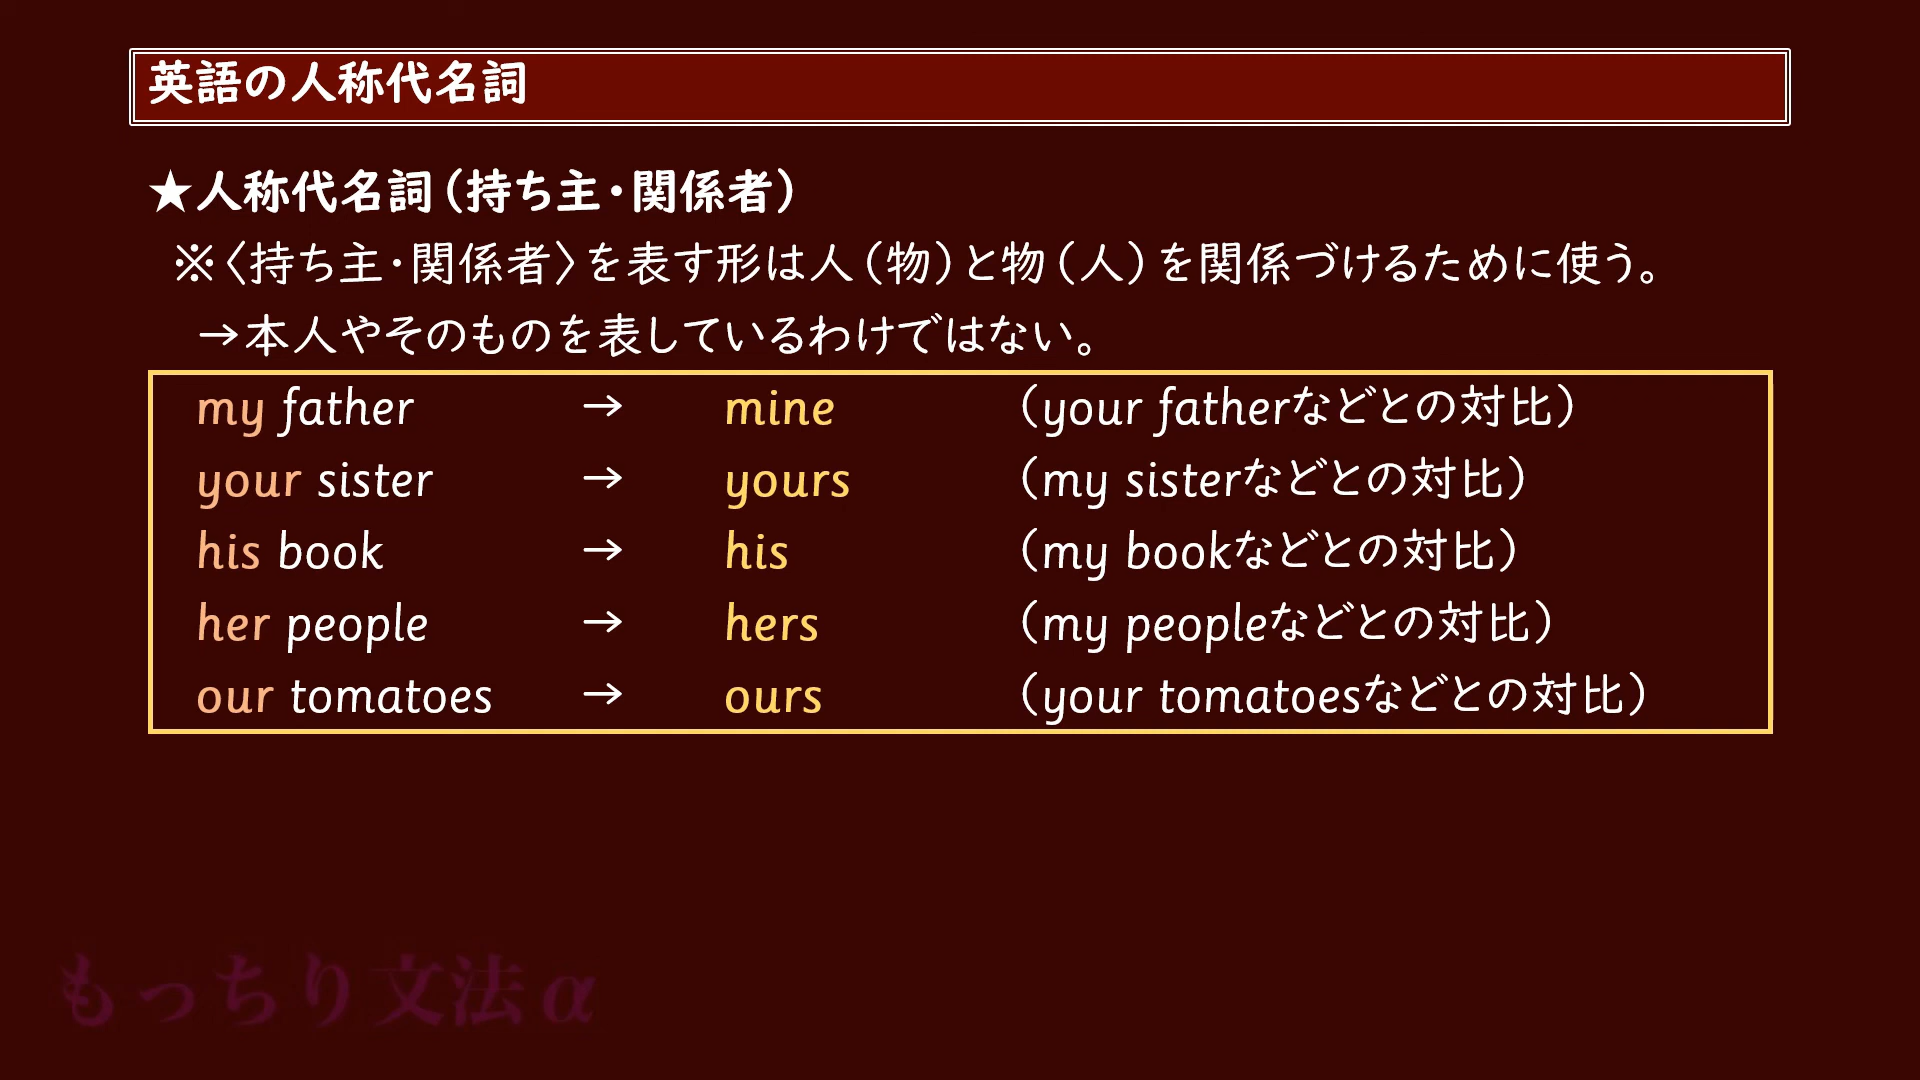 英語の人称代名詞
★人称代名詞（持ち主・関係者）
※〈持ち主・関係者〉を表す形は人（物）と物（人）を関係づけるために使う。
→本人やそのものを表しているわけではない。
my father → mine （your fatherなどとの対比）
your sister → yours （my sisterなどとの対比）
his book → his （my bookなどとの対比）
her people → hers （my peopleなどとの対比）
our tomatoes → ours （your tomatoesなどとの対比）
もっちり文法α